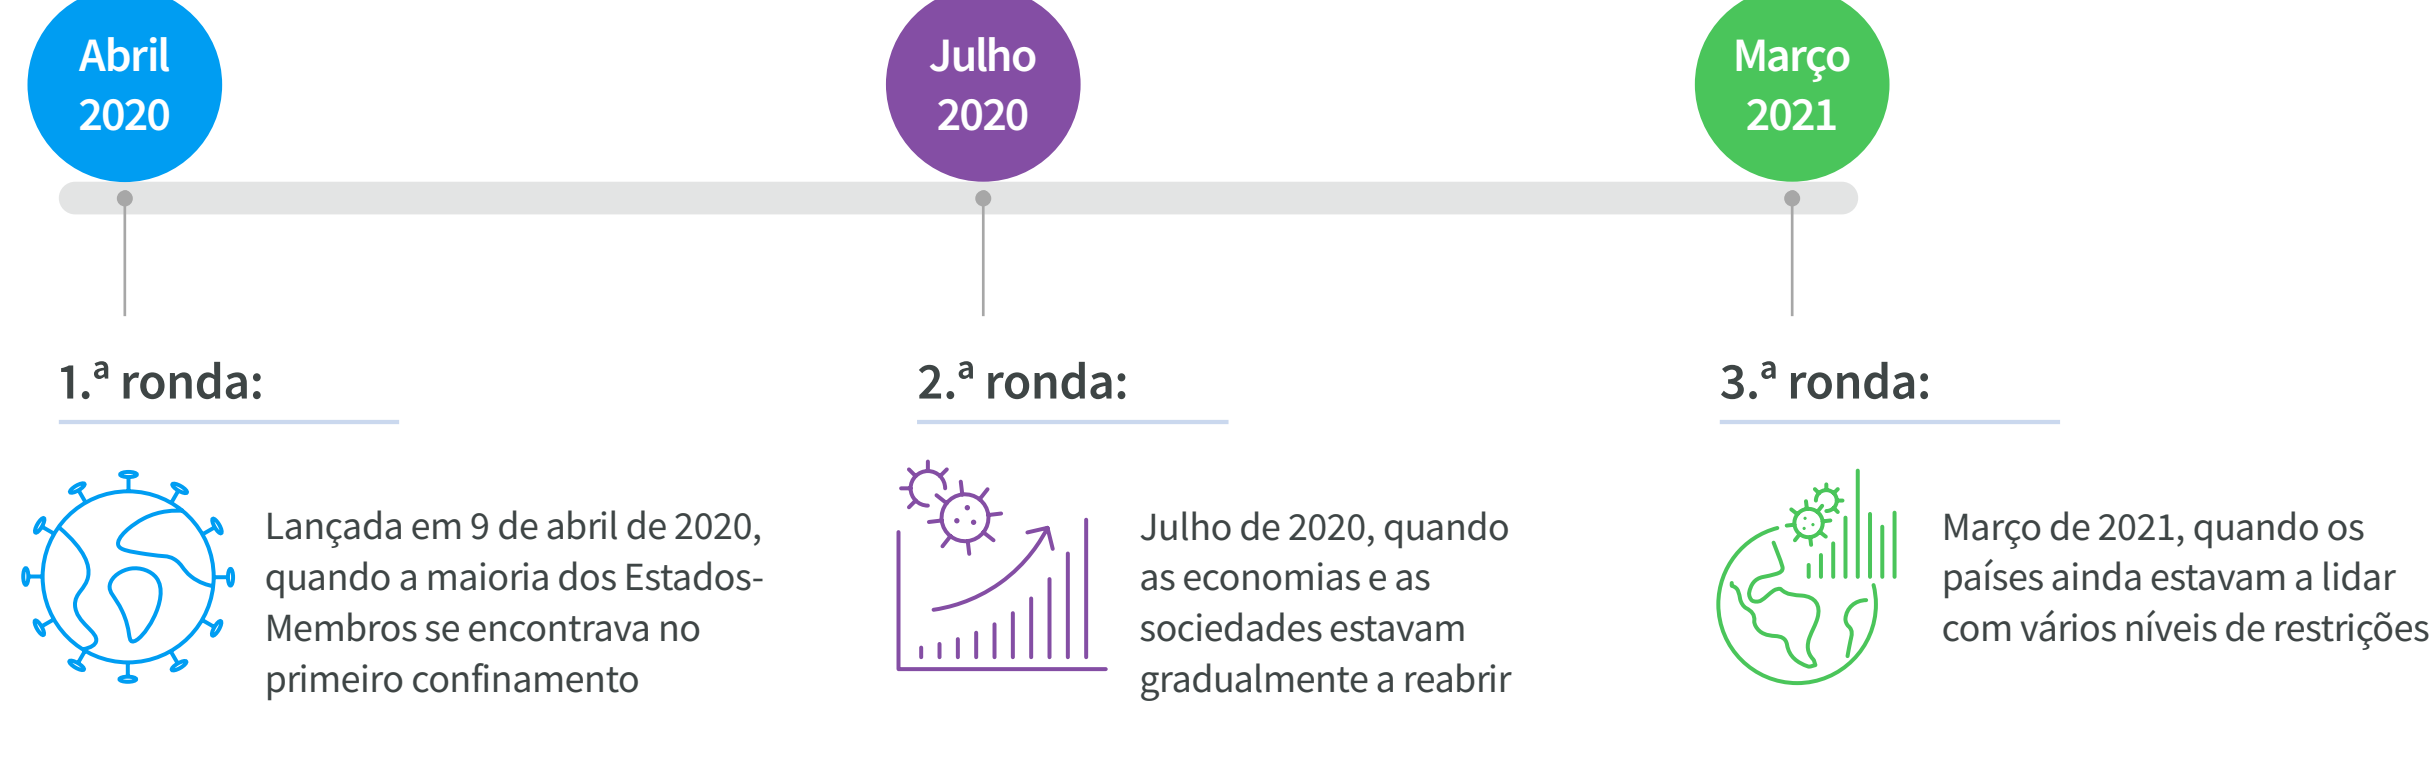 Abril
2020
Julho
2020
Março
2021
1.ª ronda:
Lançada em 9 de abril de 2020,
quando a maioria dos Estados-
Membros se encontrava no
primeiro confinamento
2.ª ronda:
Julho de 2020, quando
as economias e as
sociedades estavam
gradualmente a reabrir
3.ª ronda:
Março de 2021, quando os
países ainda estavam a lidar
com vários níveis de restrições